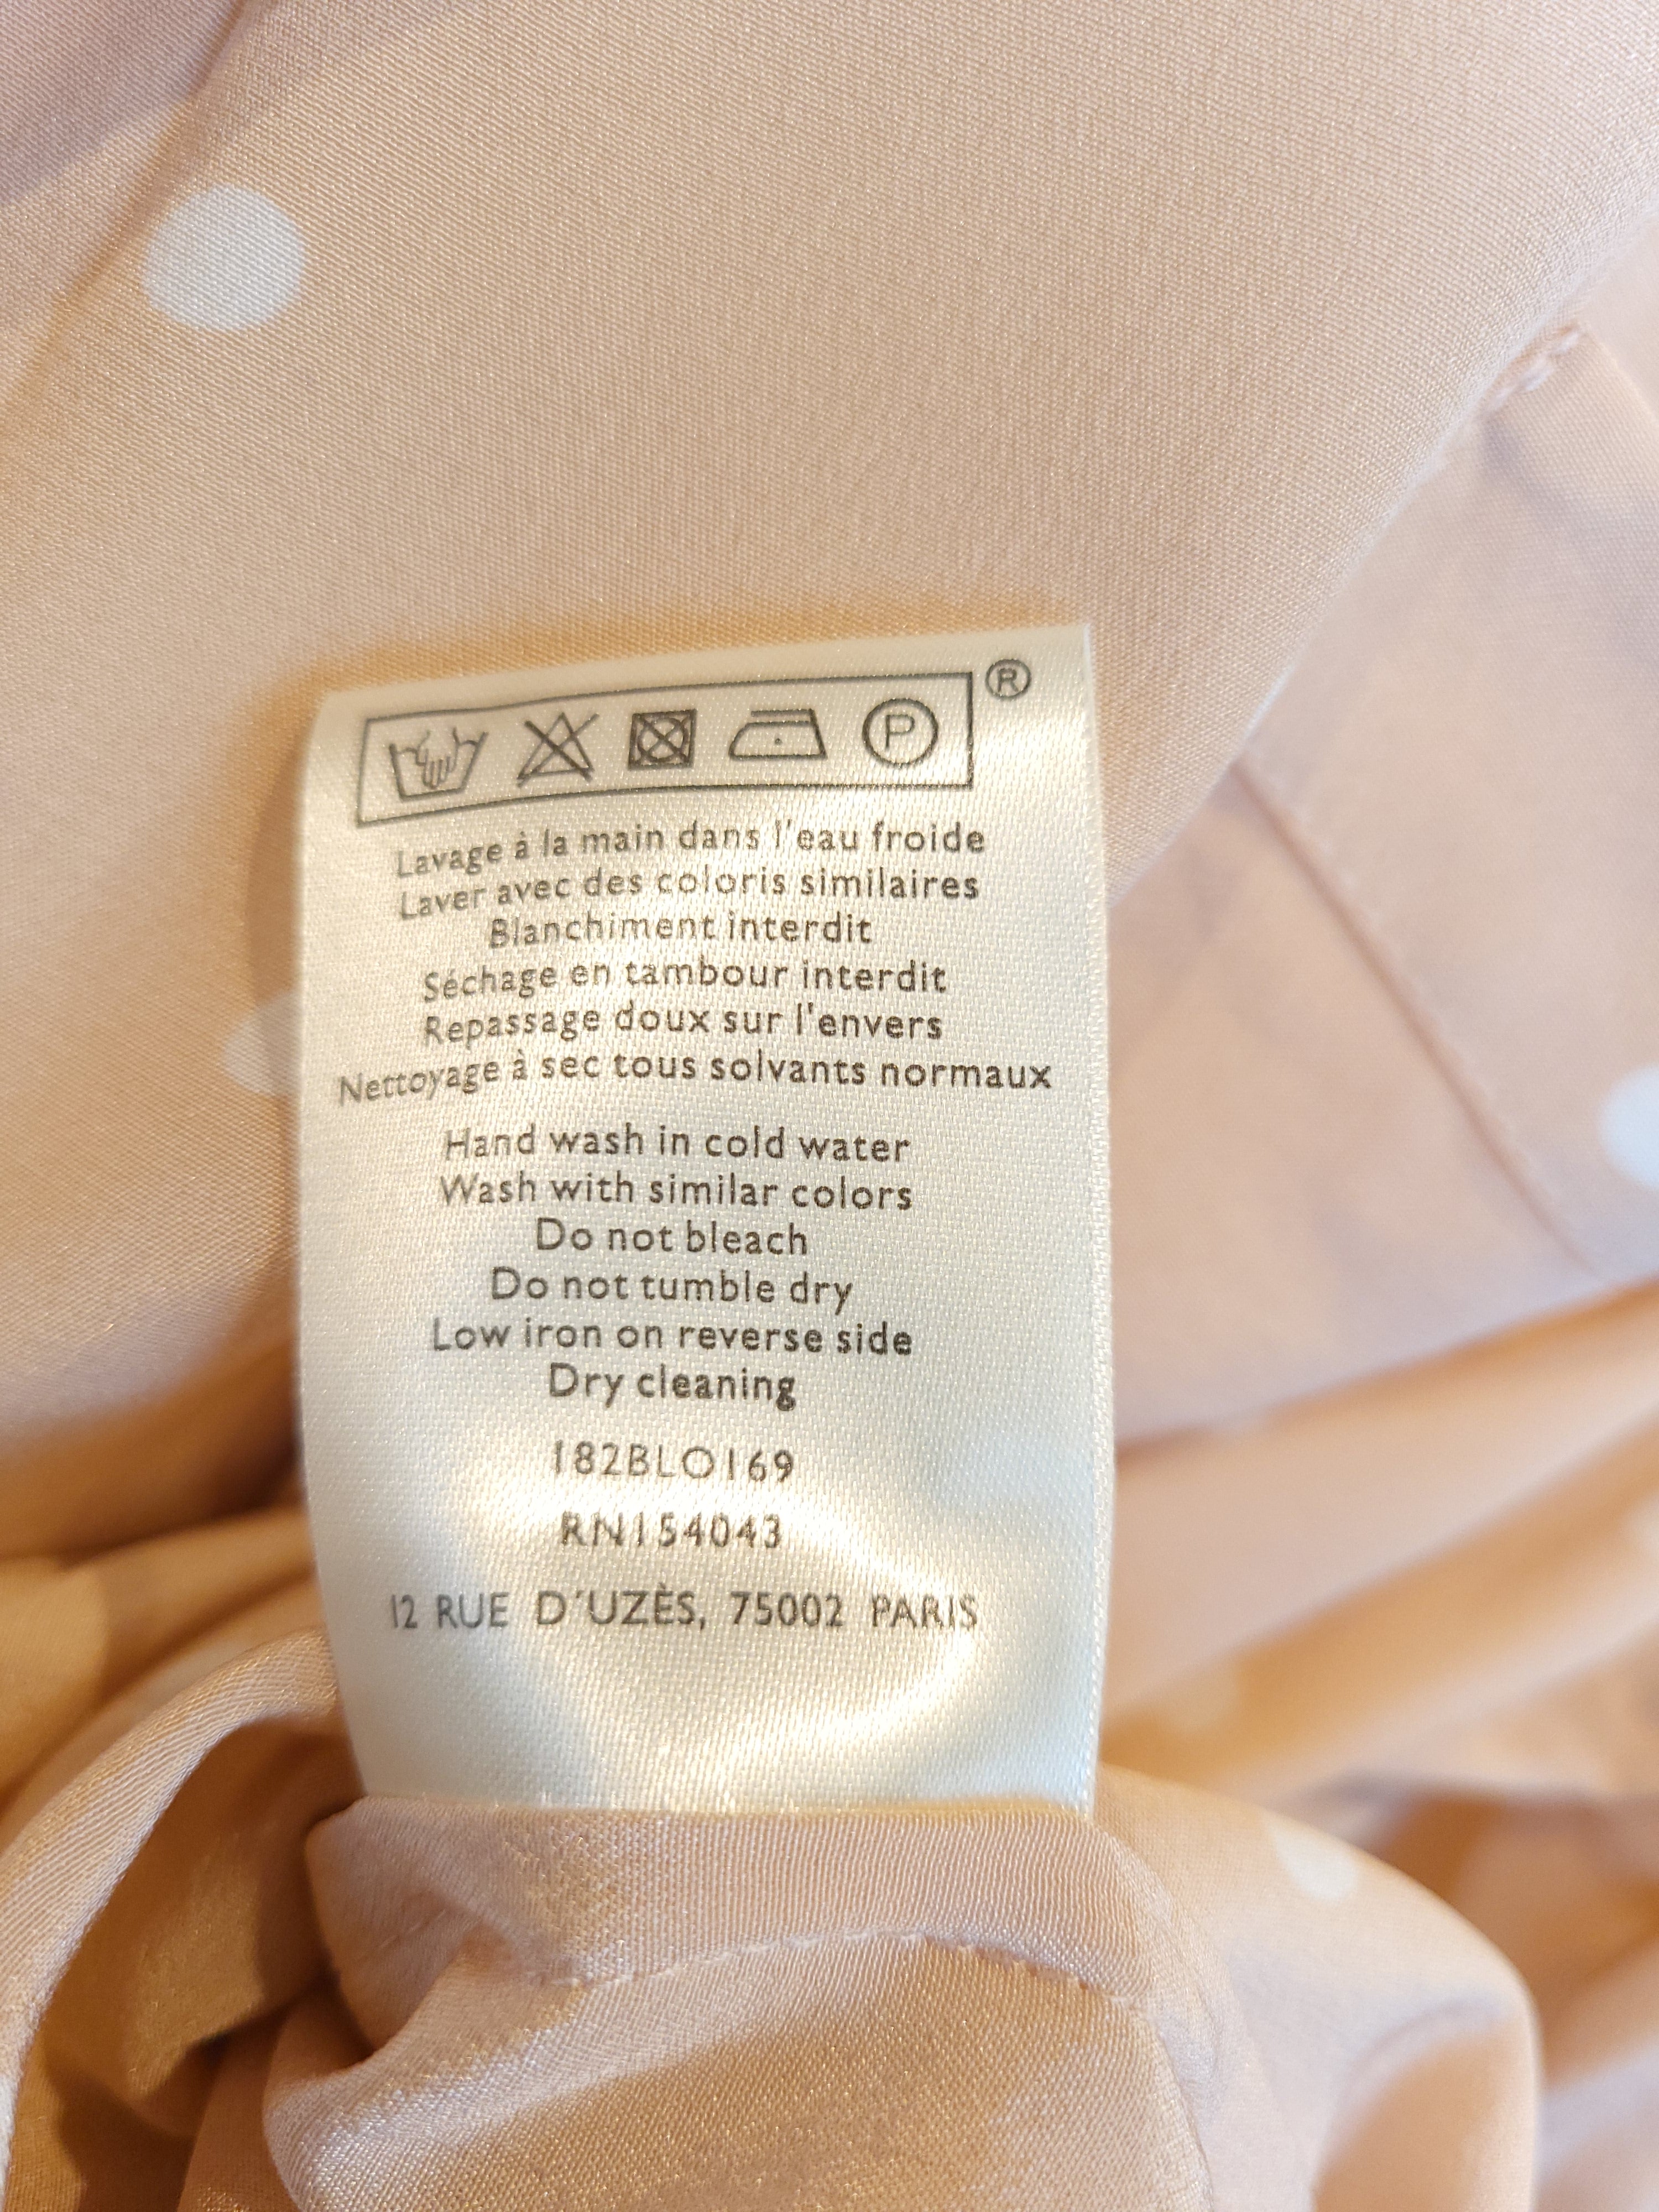 ®
P
Lavage à la main dans l'eau froide
Laver avec des coloris similaires
Blanchiment interdit
Séchage en tambour interdit
Repassage doux sur l'envers
Nettoyage à sec tous solvants normaux
Hand wash in cold water
Wash with similar colors
Do not bleach
Do not tumble dry
Low iron on reverse side
Dry cleaning
182BLO169
RN154043
12 RUE D'UZÈS, 75002 PARIS